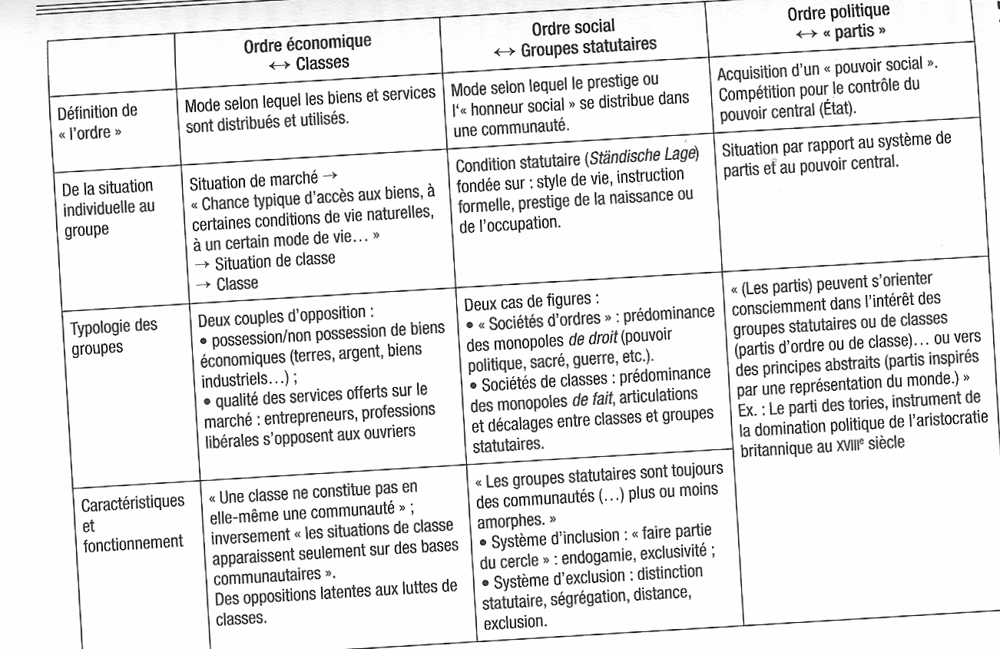 Ordre économique
↔ Classes
Ordre social
↔ Groupes statutaires
Ordre politique
↔ « partis »
Définition de
« l'ordre »
Mode selon lequel les biens et services
sont distribués et utilisés.
Mode selon lequel le prestige ou
l'« honneur social » se distribue dans
une communauté.
Acquisition d'un « pouvoir social ».
Compétition pour le contrôle du
pouvoir central (État).
De la situation
individuelle au
groupe
Situation de marché →
« Chance typique d'accès aux biens, à
certaines conditions de vie naturelles,
à un certain mode de vie… »
→ Situation de classe
→ Classe
Condition statutaire (Ständische Lage)
fondée sur : style de vie, instruction
formelle, prestige de la naissance ou
de l'occupation.
Situation par rapport au système de
partis et au pouvoir central.
Typologie des
groupes
Deux couples d'opposition :
• possession/non possession de biens
économiques (terres, argent, biens
industriels…) ;
• qualité des services offerts sur le
marché : entrepreneurs, professions
libérales s'opposent aux ouvriers
Deux cas de figures :
• « Sociétés d'ordres » : prédominance
des monopoles de droit (pouvoir
politique, sacré, guerre, etc.).
• Sociétés de classes : prédominance
des monopoles de fait, articulations
et décalages entre classes et groupes
statutaires.
« (Les partis) peuvent s'orienter
consciemment dans l'intérêt des
groupes statutaires ou de classes
(partis d'ordre ou de classe)… ou vers
des principes abstraits (partis inspirés
par une représentation du monde.) »
Ex. : Le parti des tories, instrument de
la domination politique de l'aristocratie
britannique au XVIIIe siècle
Caractéristiques
et
fonctionnement
« Une classe ne constitue pas en
elle-même une communauté » ;
inversement « les situations de classe
apparaissent seulement sur des bases
communautaires ».
Des oppositions latentes aux luttes de
classes.
« Les groupes statutaires sont toujours
des communautés (…) plus ou moins
amorphes. »
• Système d'inclusion : « faire partie
du cercle » : endogamie, exclusivité ;
• Système d'exclusion : distinction
statutaire, ségrégation, distance,
exclusion.